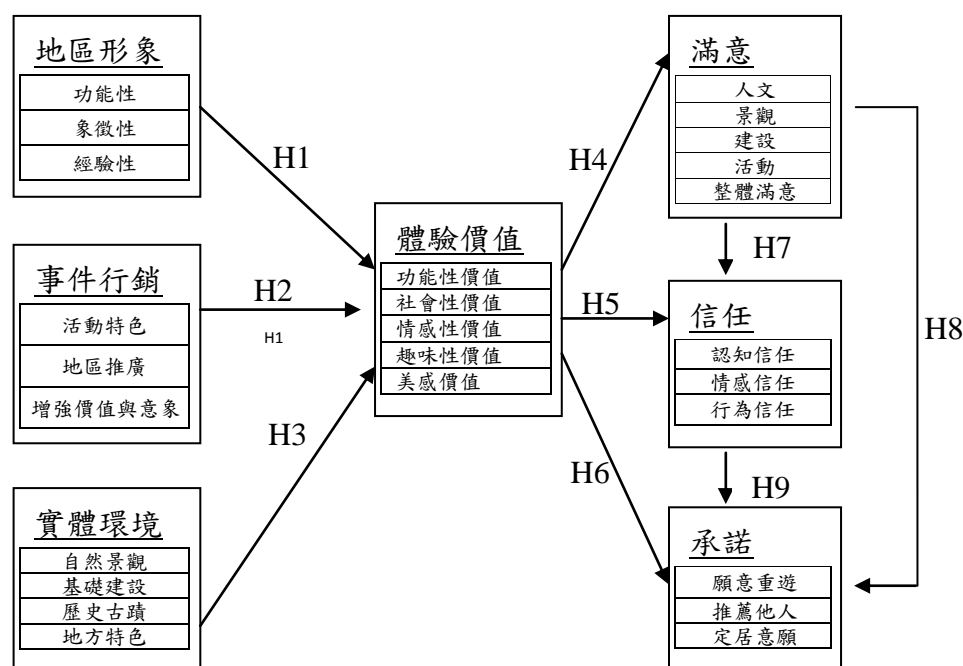 地區形象
功能性
象徵性
經驗性
H1
事件行銷
活動特色
地區推廣
增強價值與意象
H2
H1
實體環境
自然景觀
基礎建設
歷史古蹟
地方特色
H3
體驗價值
功能性價值
社會性價值
情感性價值
趣味性價值
美感價值
H4
H5
H6
滿意
人文
景觀
建設
活動
整體滿意
H7
信任
認知信任
情感信任
行為信任
H8
H9
承諾
願意重遊
推薦他人
定居意願